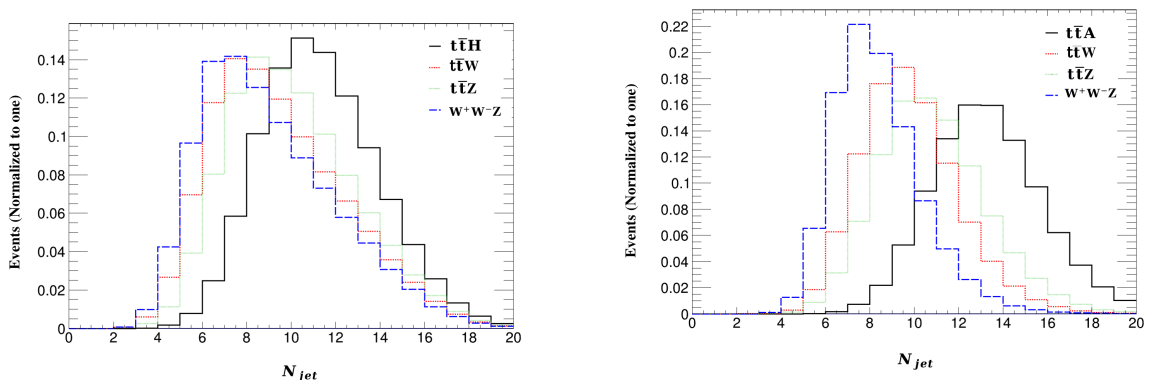 0.14
0.12
0.1
0.08
0.06
0.04
0.02
0
Events (Normalized to one)
tt̄H
tt̄W
tt̄Z
W⁺W⁻Z
0 2 4 6 8 10 12 14 16 18 20
N_jet
0.22
0.2
0.18
0.16
0.14
0.12
0.1
0.08
0.06
0.04
0.02
0
Events (Normalized to one)
tt̄A
tt̄W
tt̄Z
W⁺W⁻Z
0 2 4 6 8 10 12 14 16 18 20
N_jet